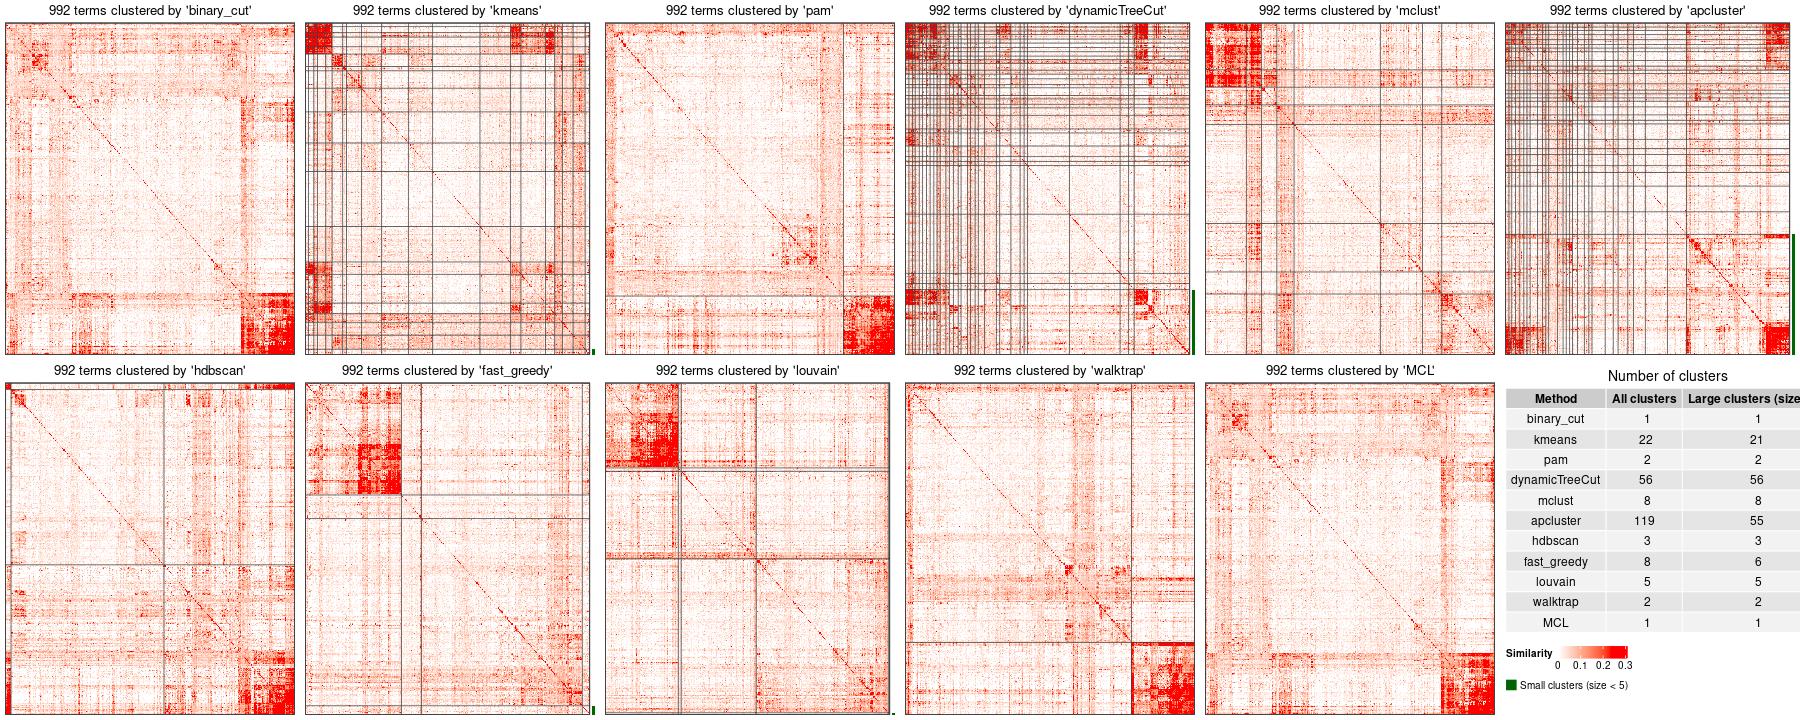 992 terms clustered by 'binary_cut'
992 terms clustered by 'kmeans'
992 terms clustered by 'pam'
992 terms clustered by 'dynamicTreeCut'
992 terms clustered by 'mclust'
992 terms clustered by 'apcluster'
992 terms clustered by 'hdbscan'
992 terms clustered by 'fast_greedy'
992 terms clustered by 'louvain'
992 terms clustered by 'walktrap'
992 terms clustered by 'MCL'
Number of clusters
Method All clusters Large clusters (size
binary_cut 1 1
kmeans 22 21
pam 2 2
dynamicTreeCut 56 56
mclust 8 8
apcluster 119 55
hdbscan 3 3
fast_greedy 8 6
louvain 5 5
walktrap 2 2
MCL 1 1
Similarity
0 0.1 0.2 0.3
Small clusters (size < 5)